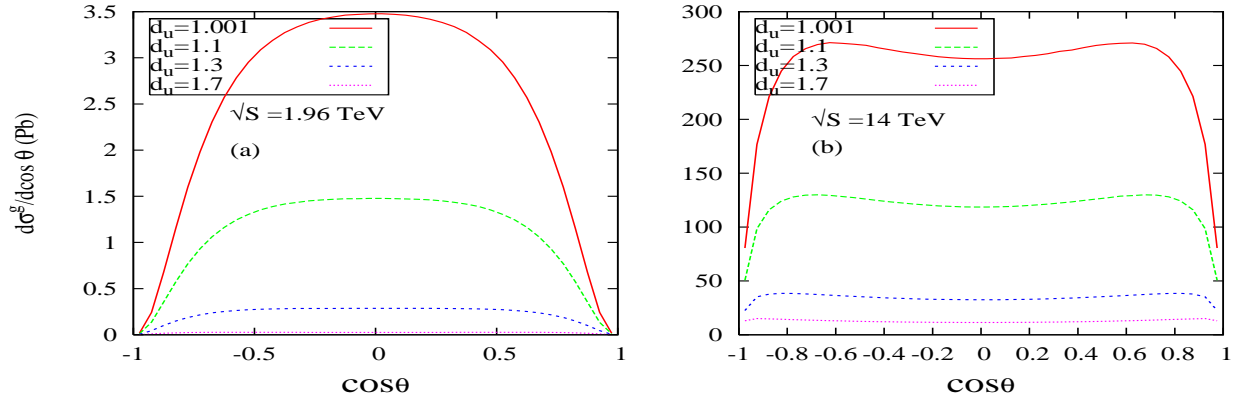 dσ^g/dcos θ (Pb)
3.5
3
2.5
2
1.5
1
0.5
0
-1 -0.5 0 0.5 1
cosθ
d_u=1.001
d_u=1.1
d_u=1.3
d_u=1.7
√S =1.96 TeV
(a)
300
250
200
150
100
50
0
-1 -0.8 -0.6 -0.4 -0.2 0 0.2 0.4 0.6 0.8 1
cosθ
d_u=1.001
d_u=1.1
d_u=1.3
d_u=1.7
√S =14 TeV
(b)